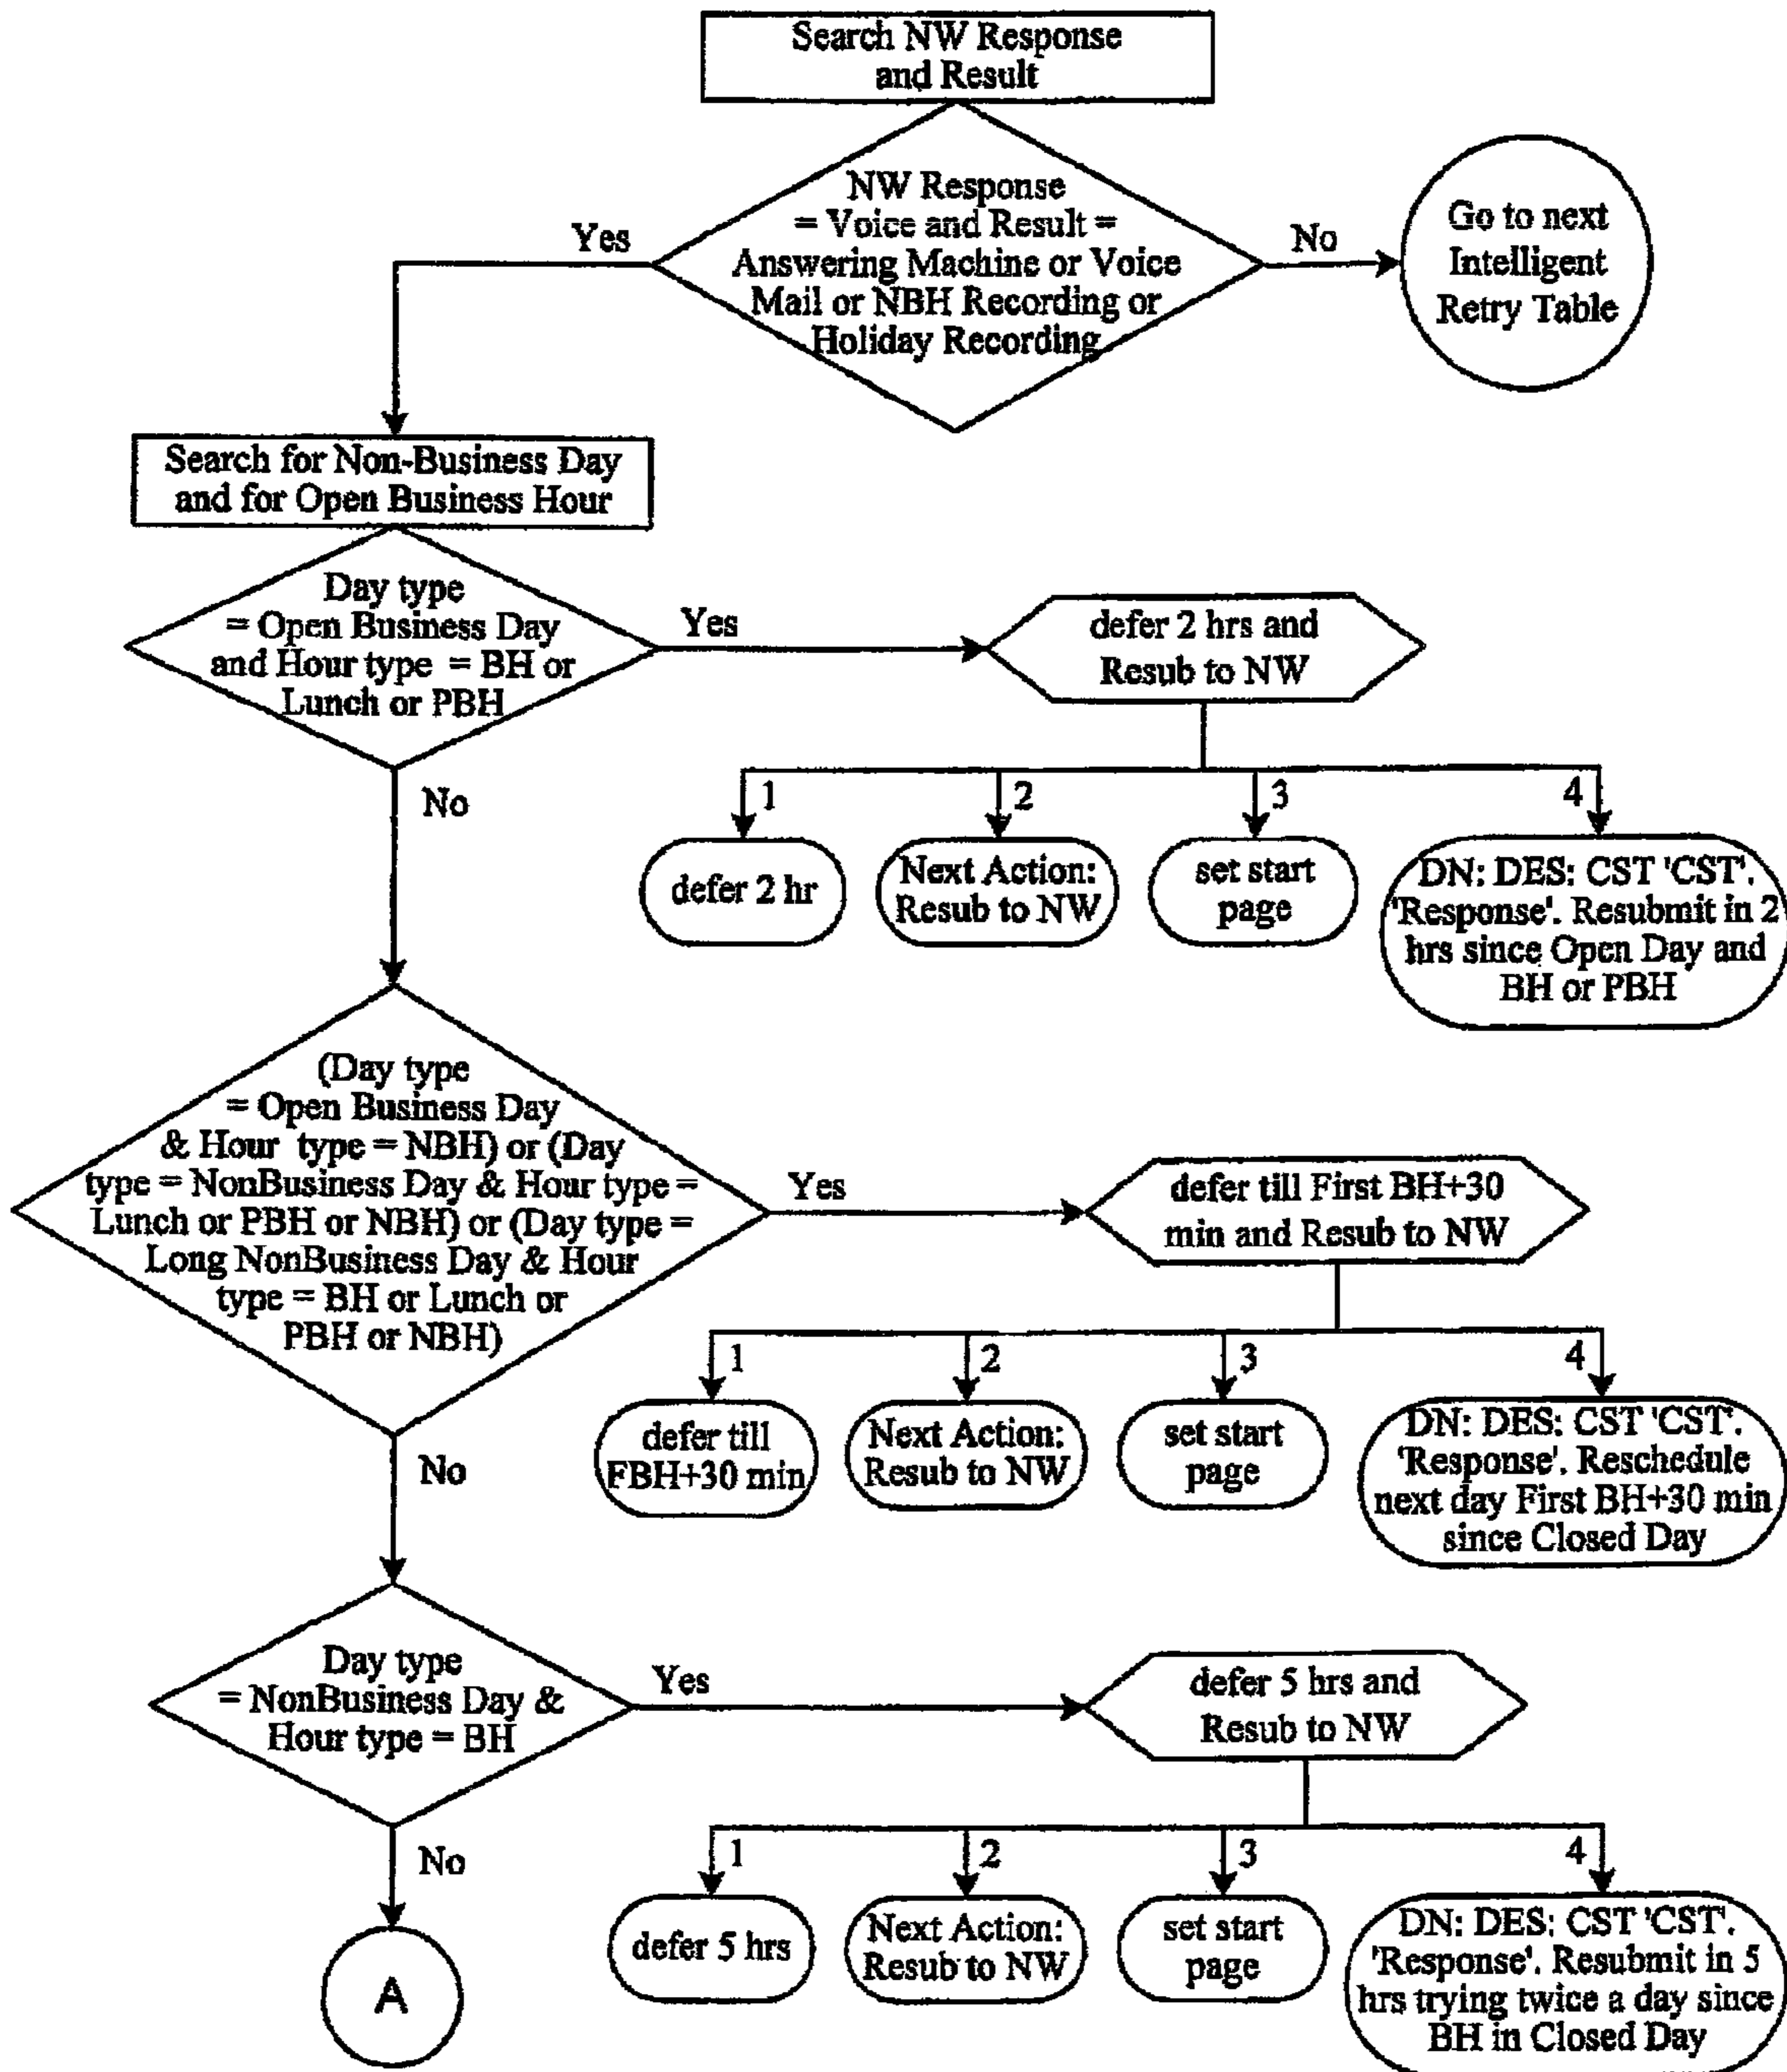 Search NW Response
and Result
NW Response
= Voice and Result =
Answering Machine or Voice
Mail or NBH Recording or
Holiday Recording
Yes
No
Go to next
Intelligent
Retry Table
Search for Non-Business Day
and for Open Business Hour
Day type
= Open Business Day
and Hour type = BH or
Lunch or PBH
Yes
defer 2 hrs and
Resub to NW
No
1
2
3
4
defer 2 hr
Next Action:
Resub to NW
set start
page
DN: DES: CST 'CST'.
'Response'. Resubmit in 2
hrs since Open Day and
BH or PBH
(Day type
= Open Business Day
& Hour type = NBH) or (Day
type = NonBusiness Day & Hour type =
Lunch or PBH or NBH) or (Day type =
Long NonBusiness Day & Hour
type = BH or Lunch or
PBH or NBH)
Yes
defer till First BH+30
min and Resub to NW
No
1
2
3
4
defer till
FBH+30 min
Next Action:
Resub to NW
set start
page
DN: DES: CST 'CST'.
'Response'. Reschedule
next day First BH+30 min
since Closed Day
Day type
= NonBusiness Day &
Hour type = BH
Yes
defer 5 hrs and
Resub to NW
No
1
2
3
4
defer 5 hrs
Next Action:
Resub to NW
set start
page
DN: DES: CST 'CST'.
'Response'. Resubmit in 5
hrs trying twice a day since
BH in Closed Day
A